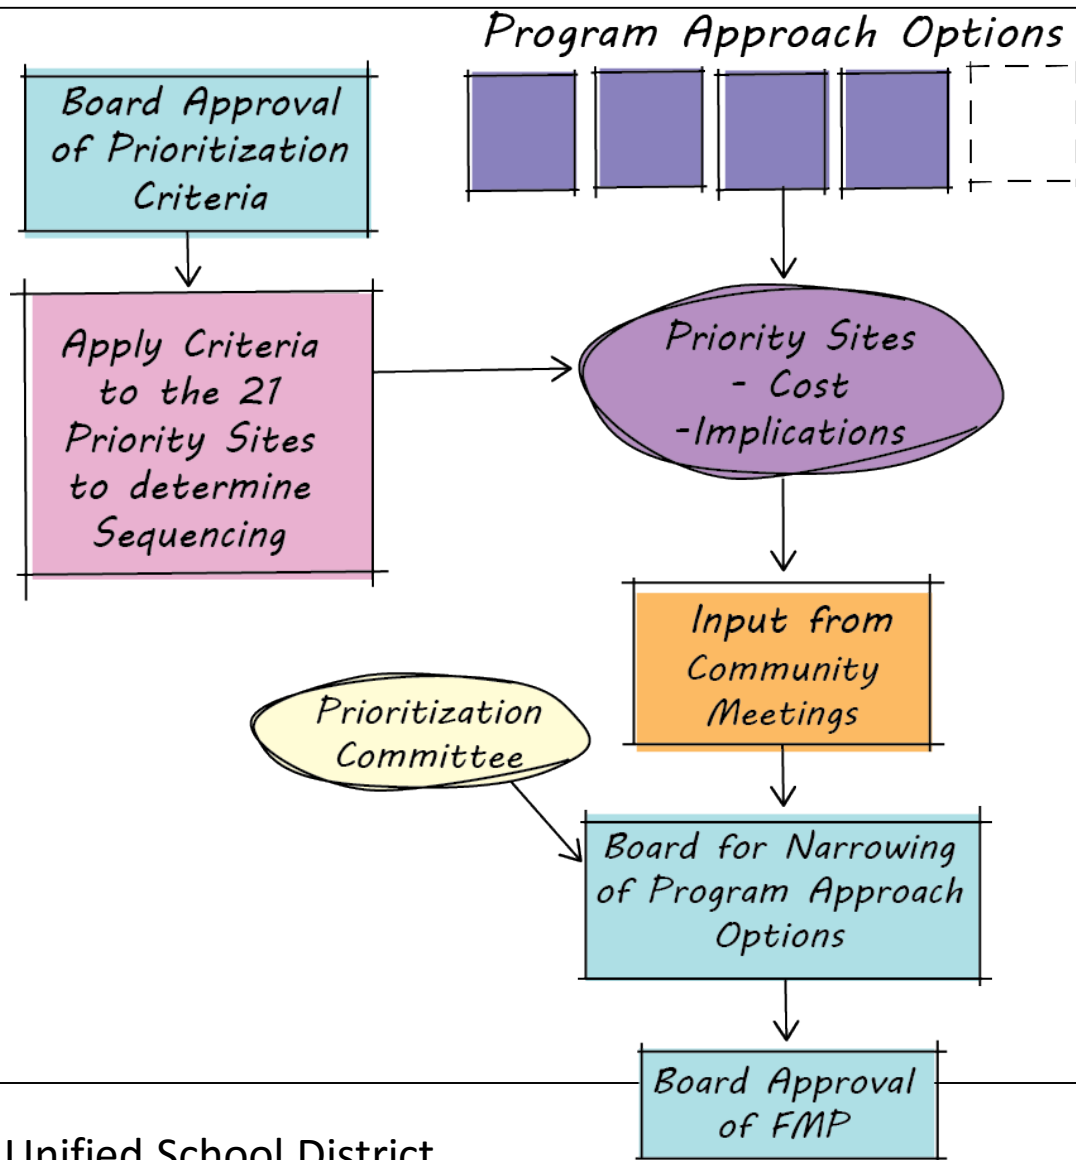 Program Approach Options
Board Approval
of Prioritization
Criteria
Apply Criteria
to the 21
Priority Sites
to determine
Sequencing
Priority Sites
- Cost
-Implications
Input from
Community
Meetings
Prioritization
Committee
Board for Narrowing
of Program Approach
Options
Board Approval
of FMP
Unified School District